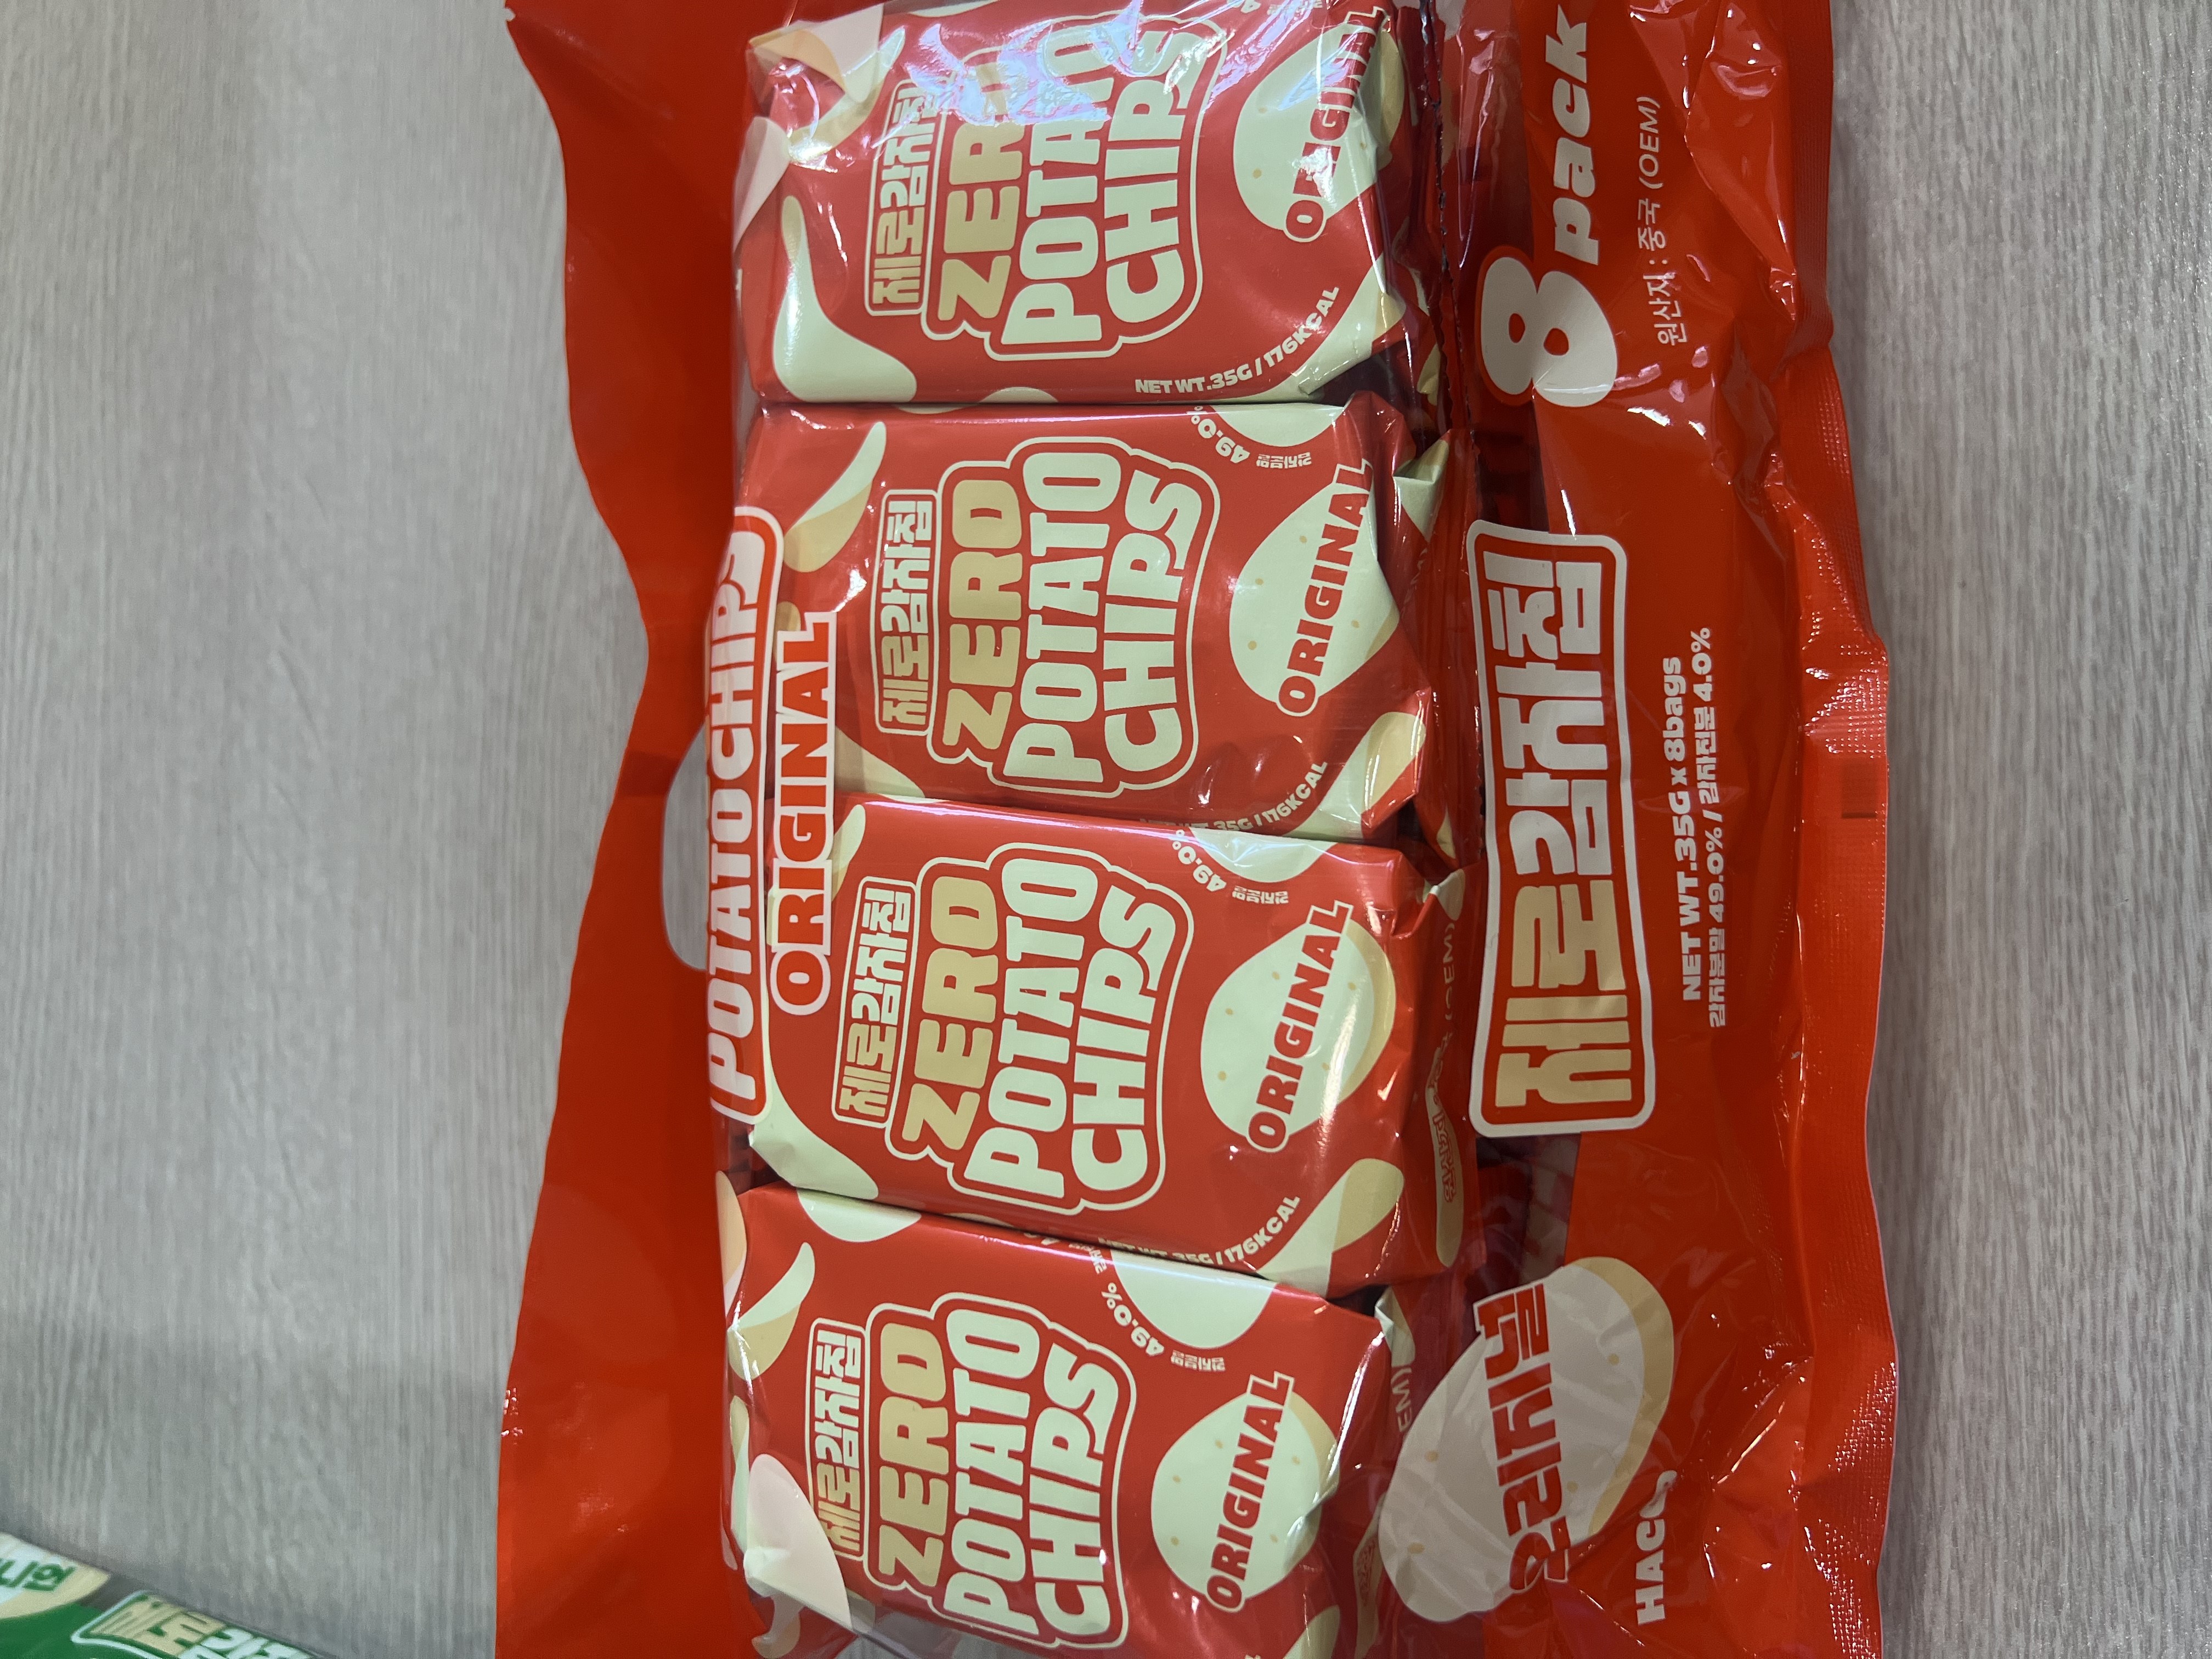 POTATO CHIPS
ORIGINAL
제로감자칩
ZERO
POTATO
CHIPS
ORIGINAL
NET WT.35G / 176KCAL
제로감자칩
ZERO
POTATO
CHIPS
49.0%
ORIGINAL
35G / 176KCAL
제로감자칩
ZERO
POTATO
CHIPS
49.0%
ORIGINAL
NET WT.35G / 176KCAL
제로감자칩
ZERO
POTATO
CHIPS
49.0%
ORIGINAL
8 pack
원산지 : 중국 (OEM)
제로감자칩
NET WT.35G x 8bags
감자분말 49.0% / 감자전분 4.0%
오리지널